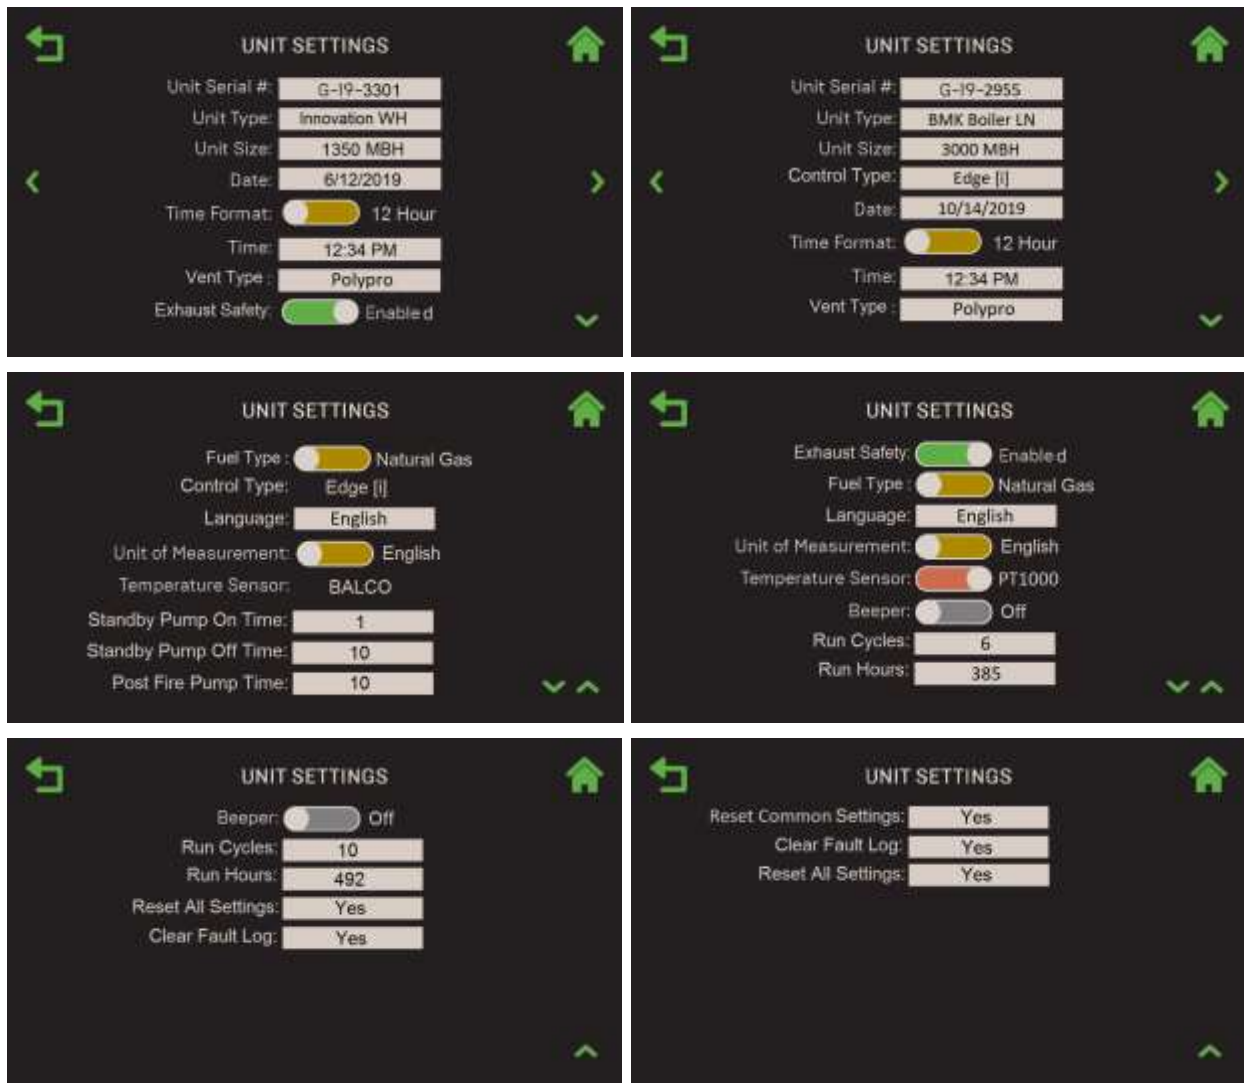 UNIT SETTINGS
Unit Serial #: G-19-3301
Unit Type: Innovation WH
Unit Size: 1350 MBH
Date: 6/12/2019
Time Format: 12 Hour
Time: 12:34 PM
Vent Type : Polypro
Exhaust Safety: Enabled
UNIT SETTINGS
Unit Serial #: G-19-2955
Unit Type: BMK Boiler LN
Unit Size: 3000 MBH
Control Type: Edge [i]
Date: 10/14/2019
Time Format: 12 Hour
Time: 12:34 PM
Vent Type : Polypro
UNIT SETTINGS
Fuel Type : Natural Gas
Control Type: Edge [i]
Language: English
Unit of Measurement: English
Temperature Sensor: BALCO
Standby Pump On Time: 1
Standby Pump Off Time: 10
Post Fire Pump Time: 10
UNIT SETTINGS
Exhaust Safety: Enabled
Fuel Type : Natural Gas
Language: English
Unit of Measurement: English
Temperature Sensor: PT1000
Beeper: Off
Run Cycles: 6
Run Hours: 385
UNIT SETTINGS
Beeper: Off
Run Cycles: 10
Run Hours: 492
Reset All Settings: Yes
Clear Fault Log: Yes
UNIT SETTINGS
Reset Common Settings: Yes
Clear Fault Log: Yes
Reset All Settings: Yes